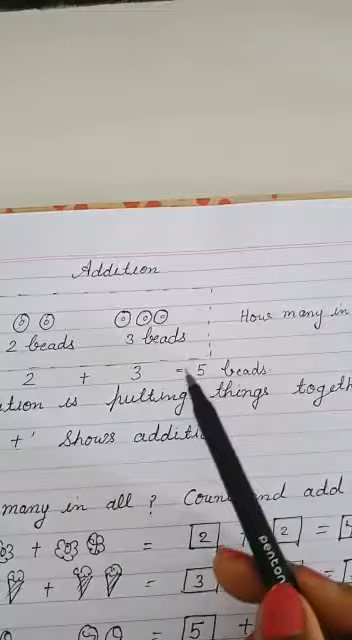 Addition
How many in
2 beads 3 beads
2 + 3 = 5 beads
ation is putting things togeth
'+' Shows additi
many in all ? Count and add
+ = 2 + 2 =
+ = 3
= 5 +
pentonic